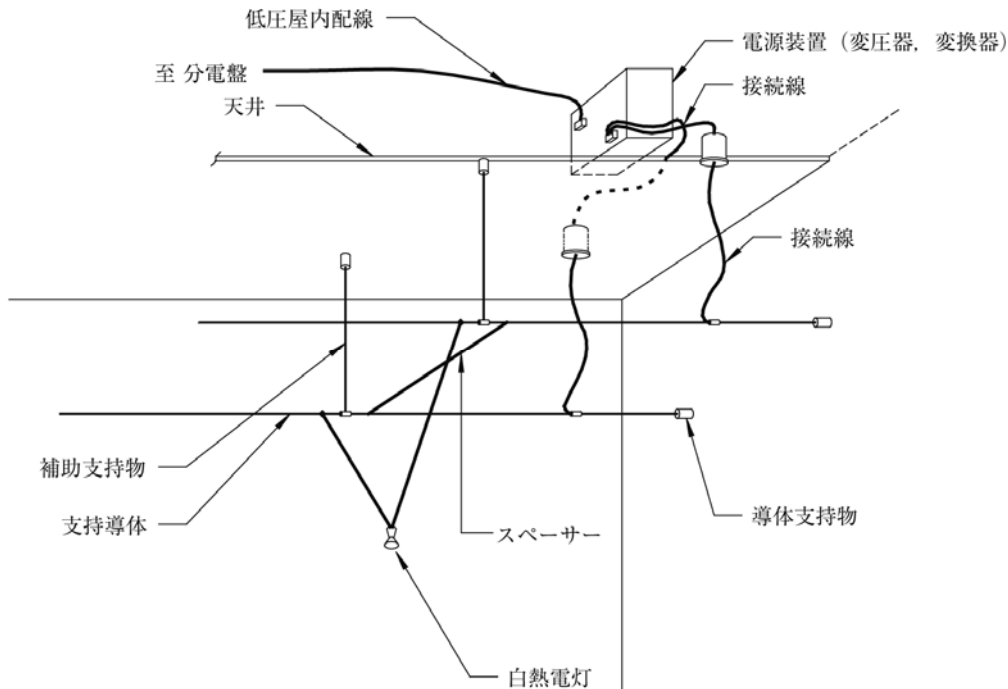 低圧屋内配線
電源装置（変圧器，変換器）
至 分電盤
接続線
天井
接続線
補助支持物
支持導体
スペーサー
導体支持物
白熱電灯